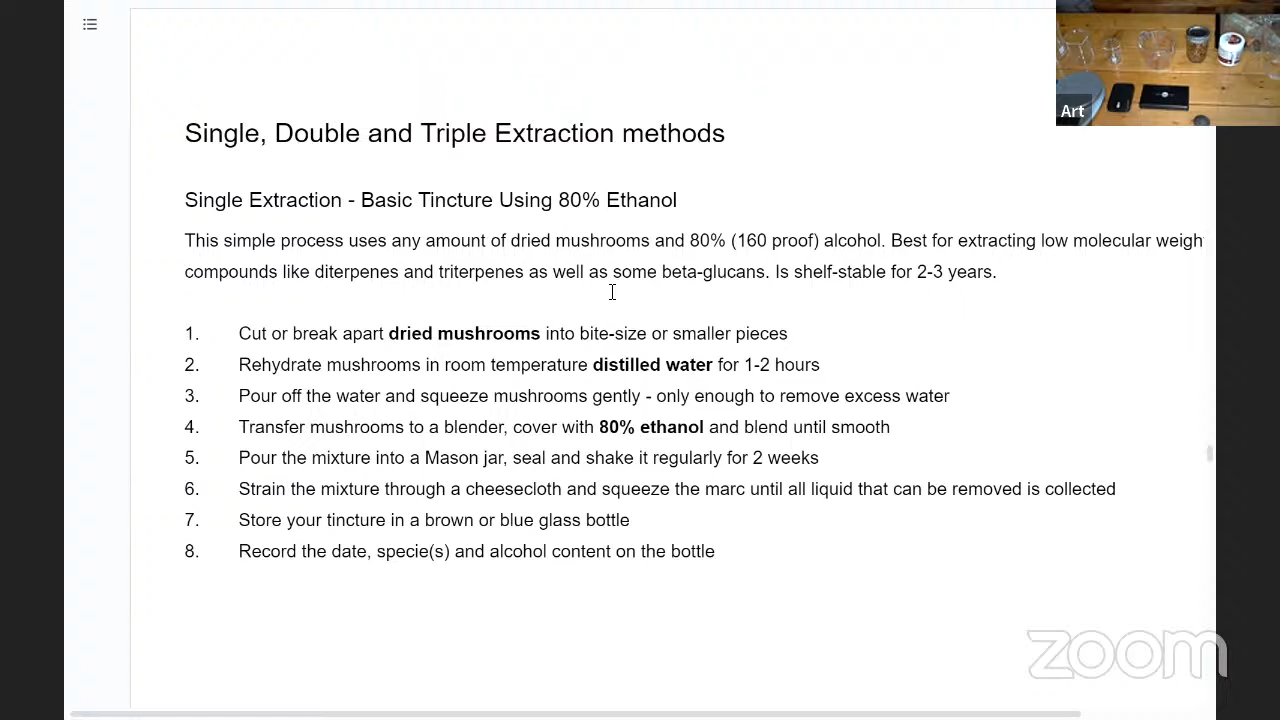 Art
Single, Double and Triple Extraction methods
Single Extraction - Basic Tincture Using 80% Ethanol
This simple process uses any amount of dried mushrooms and 80% (160 proof) alcohol. Best for extracting low molecular weigh
compounds like diterpenes and triterpenes as well as some beta-glucans. Is shelf-stable for 2-3 years.
1. Cut or break apart dried mushrooms into bite-size or smaller pieces
2. Rehydrate mushrooms in room temperature distilled water for 1-2 hours
3. Pour off the water and squeeze mushrooms gently - only enough to remove excess water
4. Transfer mushrooms to a blender, cover with 80% ethanol and blend until smooth
5. Pour the mixture into a Mason jar, seal and shake it regularly for 2 weeks
6. Strain the mixture through a cheesecloth and squeeze the marc until all liquid that can be removed is collected
7. Store your tincture in a brown or blue glass bottle
8. Record the date, specie(s) and alcohol content on the bottle
zoom